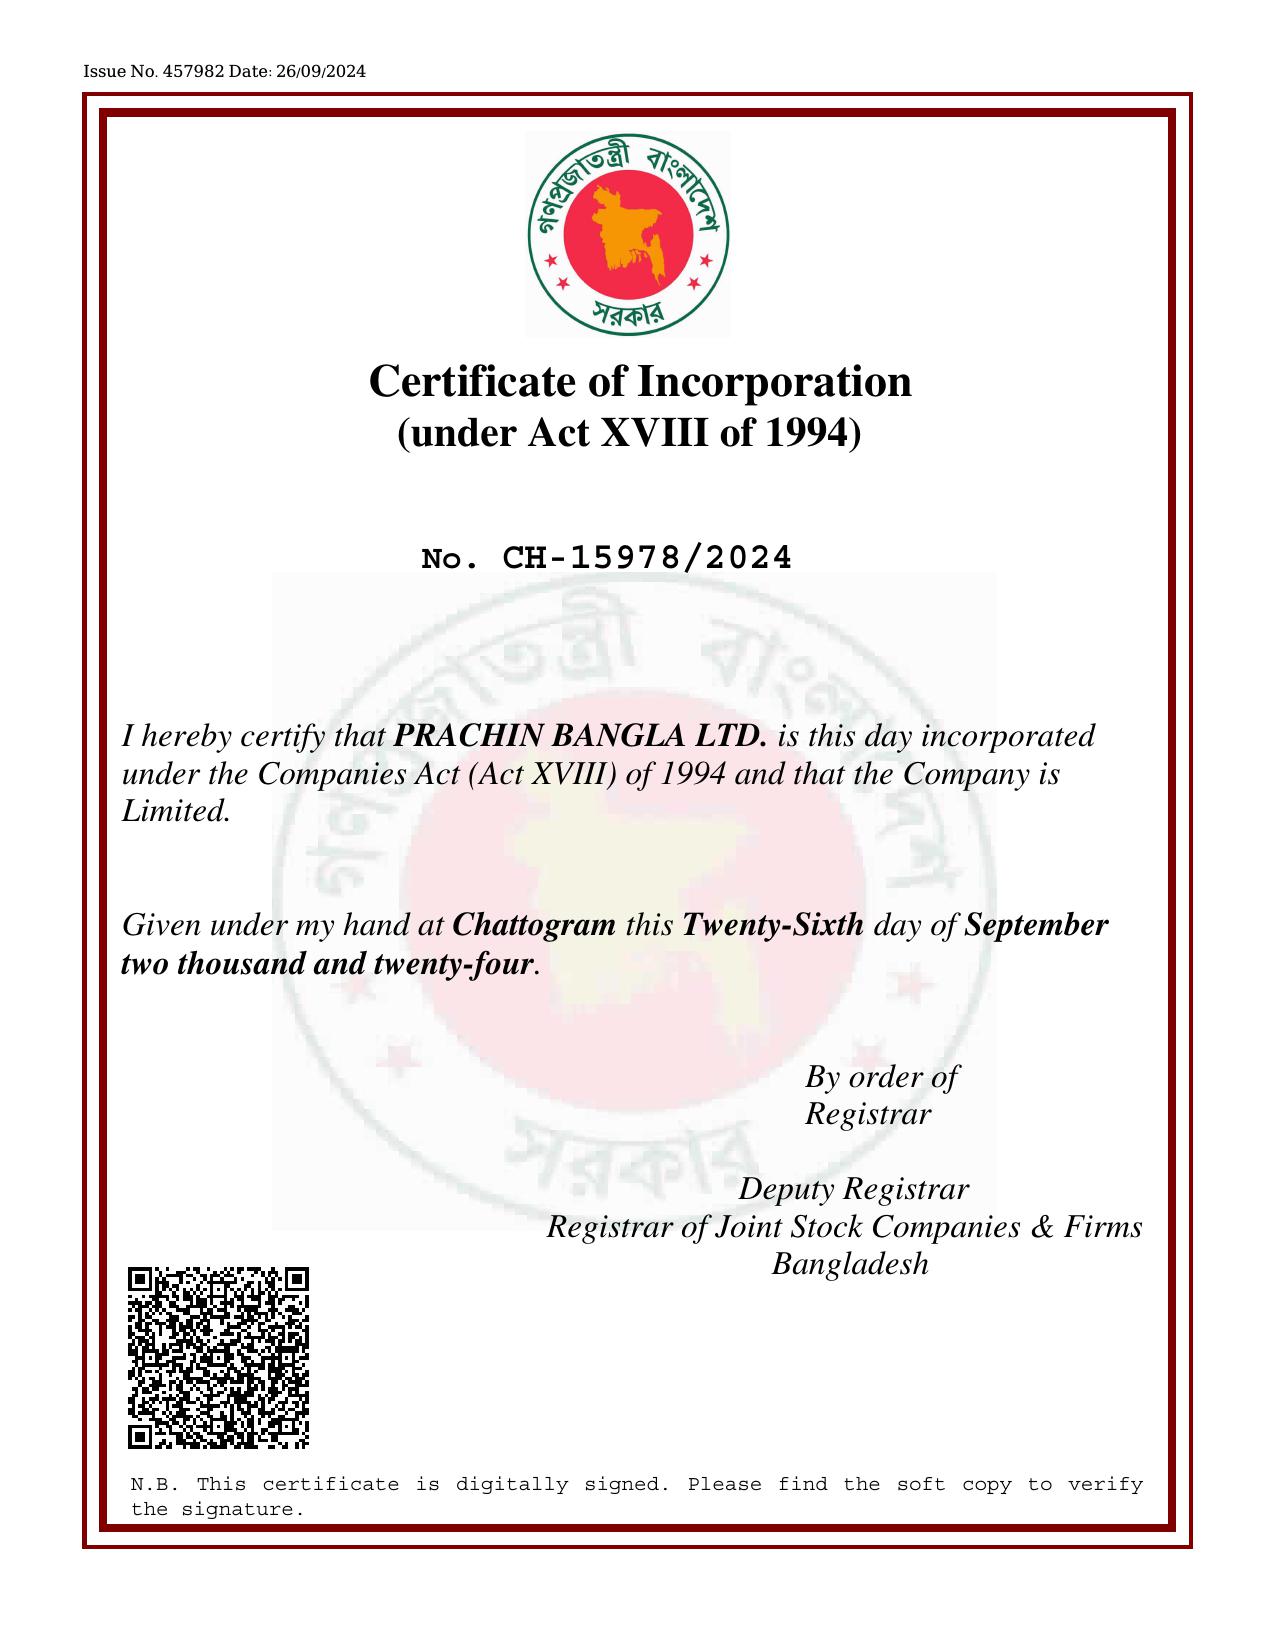 Issue No. 457982 Date: 26/09/2024
গণপ্রজাতন্ত্রী বাংলাদেশ
সরকার
Certificate of Incorporation
(under Act XVIII of 1994)
No. CH-15978/2024
গণপ্রজাতন্ত্রী বাংলাদেশ
I hereby certify that PRACHIN BANGLA LTD. is this day incorporated
under the Companies Act (Act XVIII) of 1994 and that the Company is
Limited.
Given under my hand at Chattogram this Twenty-Sixth day of September
two thousand and twenty-four.
By order of
Registrar
সরকার
Deputy Registrar
Registrar of Joint Stock Companies & Firms
Bangladesh
N.B. This certificate is digitally signed. Please find the soft copy to verify
the signature.